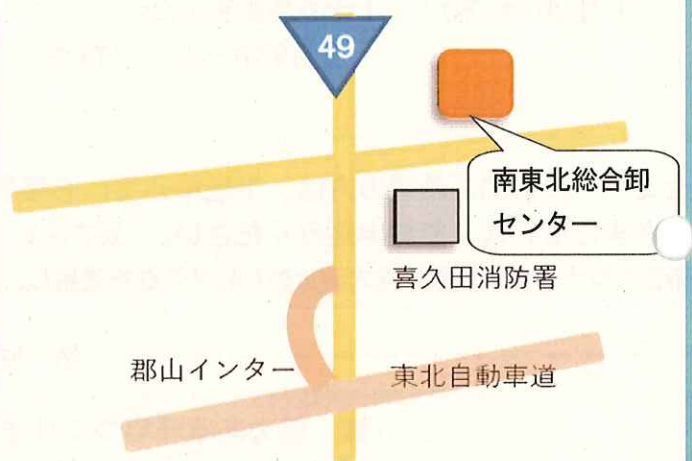 49
南東北総合卸
センター
喜久田消防署
郡山インター
東北自動車道